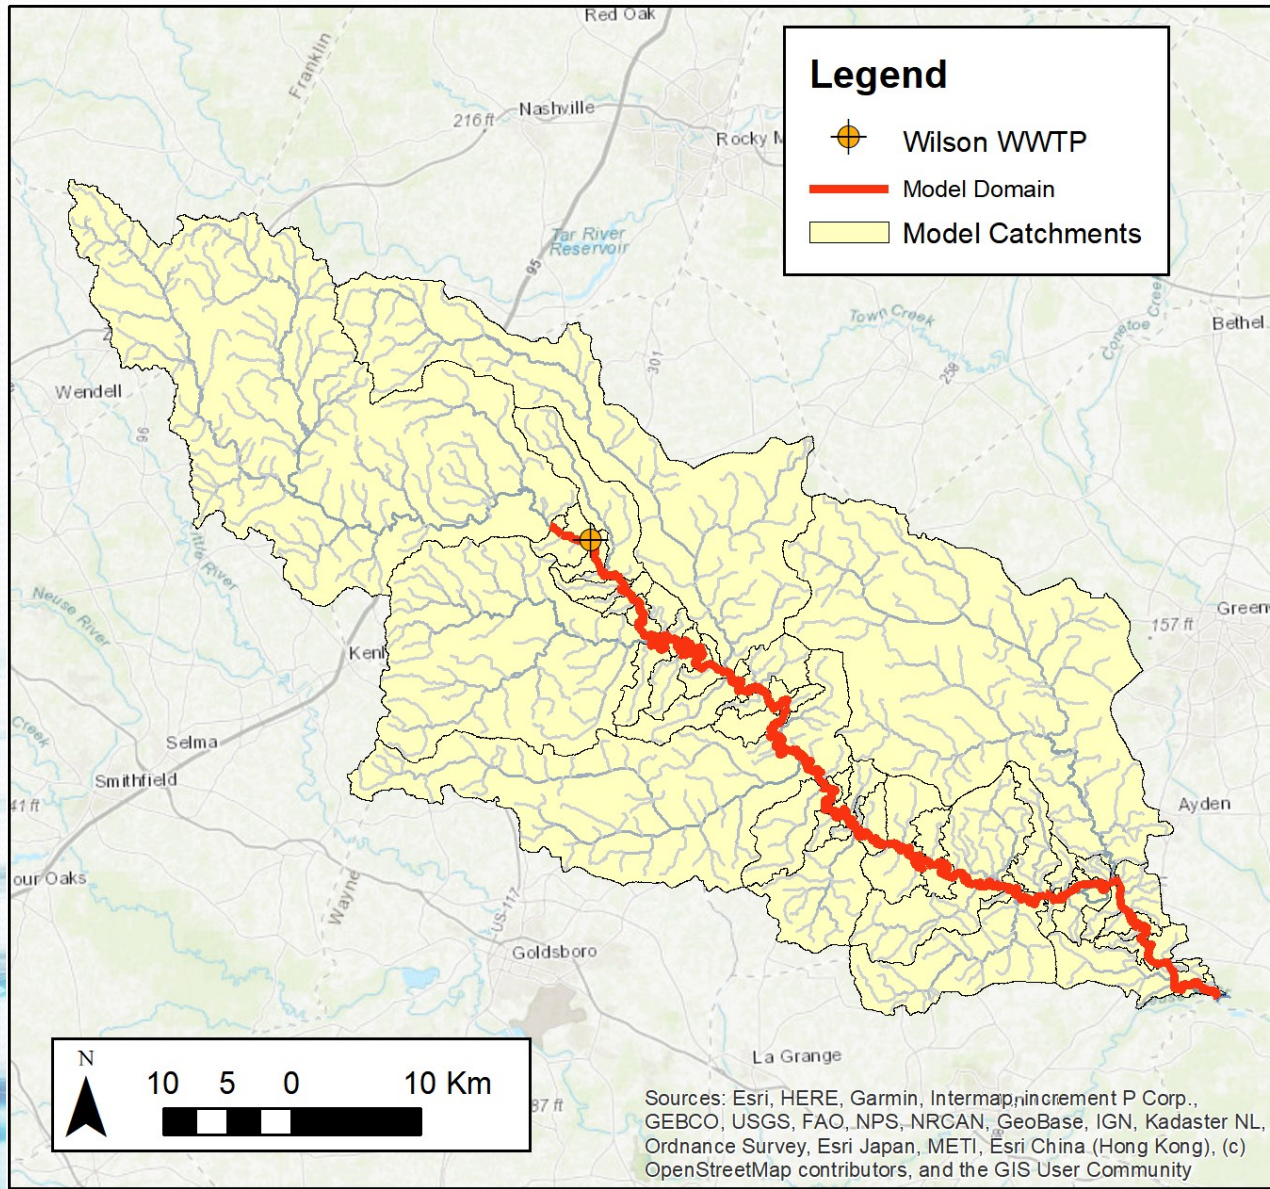 Red Oak
Franklin
Nashville
216 ft
Rocky M
Legend
Wilson WWTP
Model Domain
Model Catchments
Tar River
Reservoir
95
Town Creek
Conetoe Creek
Bethel
301
258
Wendell
96
Little River
Neuse River
Green
157 ft
Kenl
Creek
Selma
Smithfield
41 ft
Ayden
our Oaks
Wayne
US-117
Goldsboro
La Grange
N
10 5 0 10 Km
87 ft
Sources: Esri, HERE, Garmin, Intermap, increment P Corp.,
GEBCO, USGS, FAO, NPS, NRCAN, GeoBase, IGN, Kadaster NL,
Ordnance Survey, Esri Japan, METI, Esri China (Hong Kong), (c)
OpenStreetMap contributors, and the GIS User Community